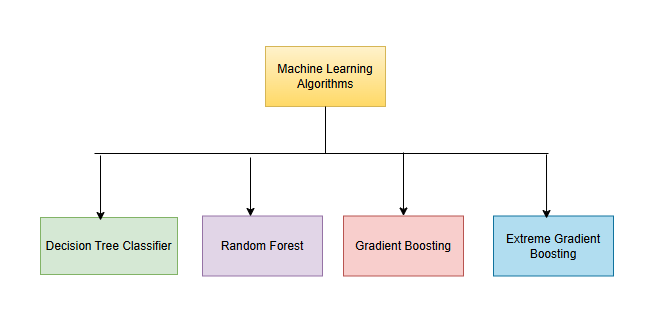 Machine Learning
Algorithms
Decision Tree Classifier
Random Forest
Gradient Boosting
Extreme Gradient
Boosting